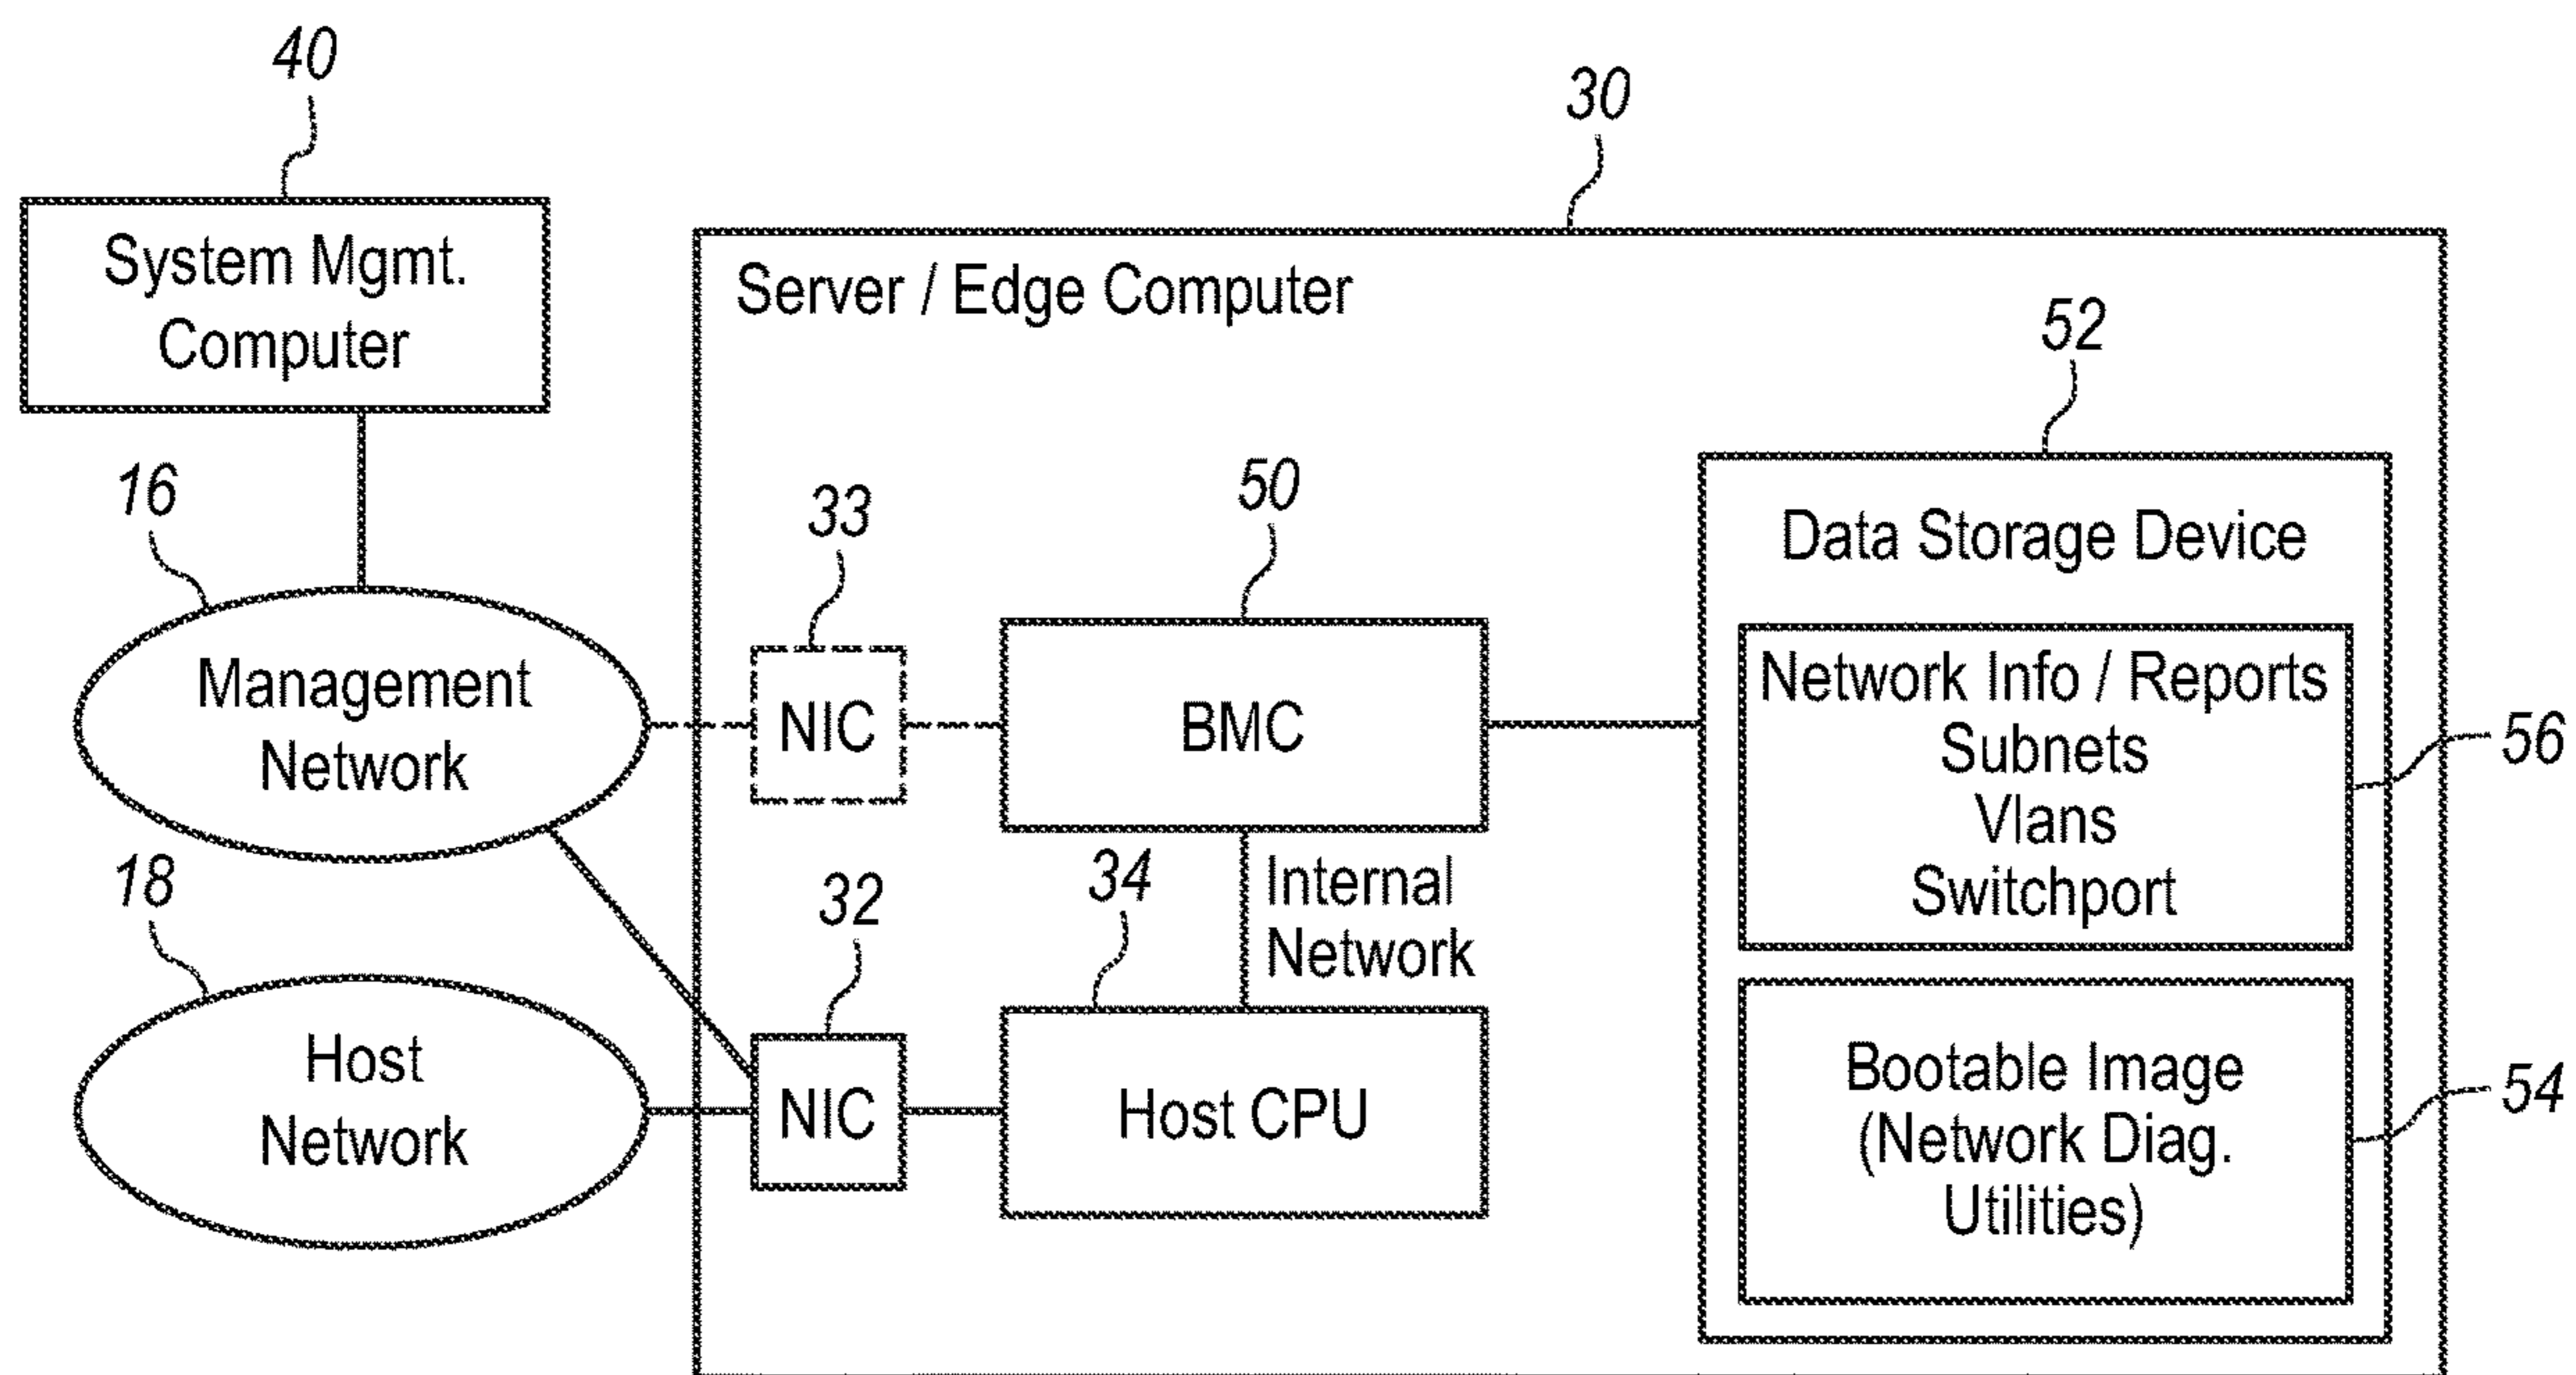 40
System Mgmt.
Computer
30
Server / Edge Computer
52
Data Storage Device
16
Management
Network
33
NIC
50
BMC
Network Info / Reports
Subnets
Vlans
Switchport
56
Internal
Network
18
Host
Network
32
NIC
34
Host CPU
Bootable Image
(Network Diag.
Utilities)
54